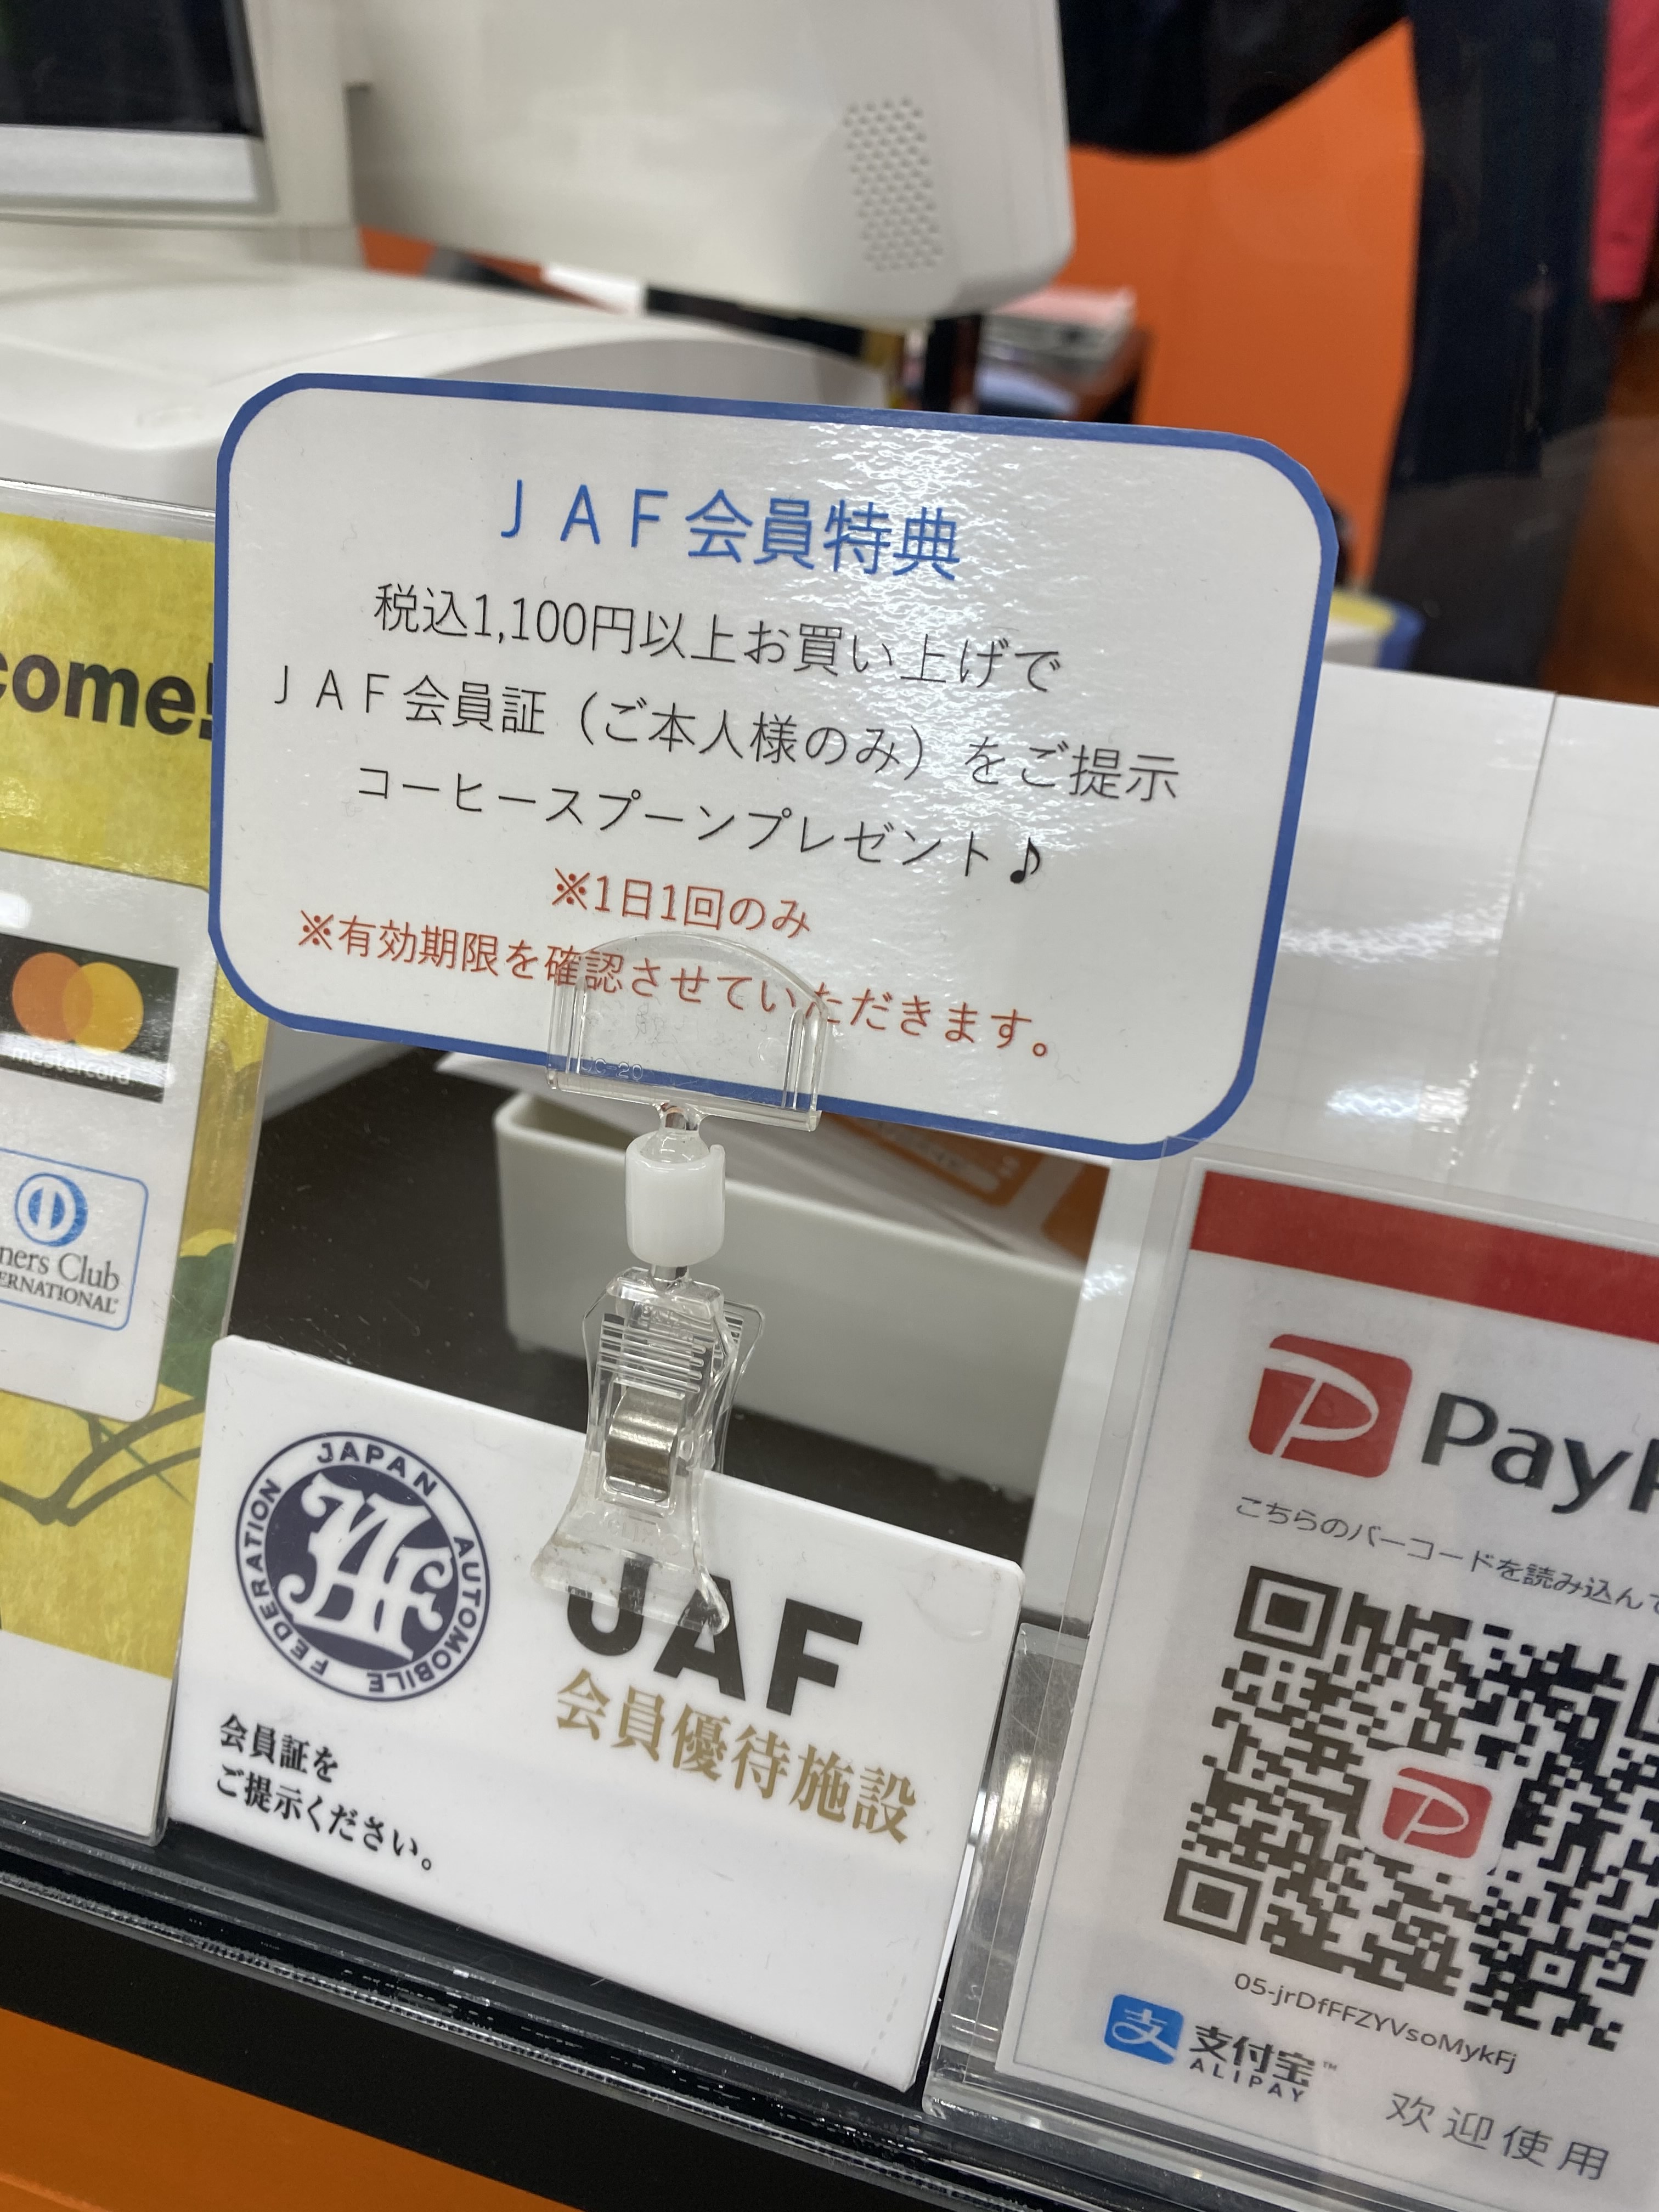 ＪＡＦ会員特典
税込1,100円以上お買い上げで
ＪＡＦ会員証（ご本人様のみ）をご提示
コーヒースプーンプレゼント♪
※1日1回のみ
※有効期限を確認させていただきます。
UC-20
come!
mastercard
ners Club
ERNATIONAL
JAPAN AUTOMOBILE FEDERATION
JAF
会員優待施設
会員証を
ご提示ください。
Pay
こちらのバーコードを読み込んで
05-jrDfFFZYVsoMykFj
支付宝™
ALIPAY
欢迎使用